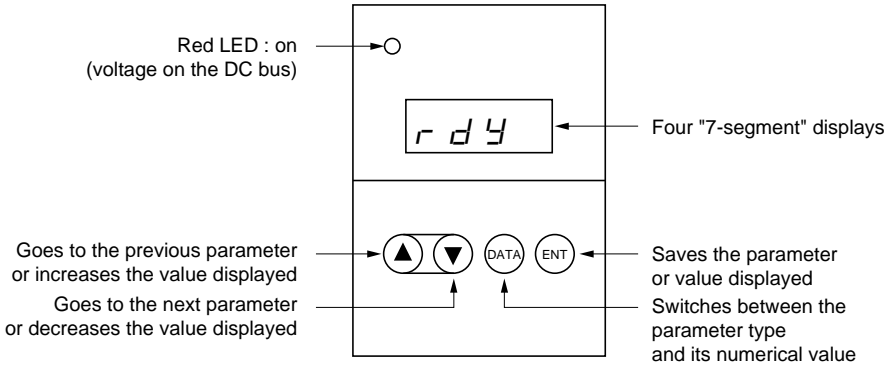 Red LED : on
(voltage on the DC bus)
r d y
Four "7-segment" displays
Goes to the previous parameter
or increases the value displayed
Goes to the next parameter
or decreases the value displayed
DATA
ENT
Saves the parameter
or value displayed
Switches between the
parameter type
and its numerical value